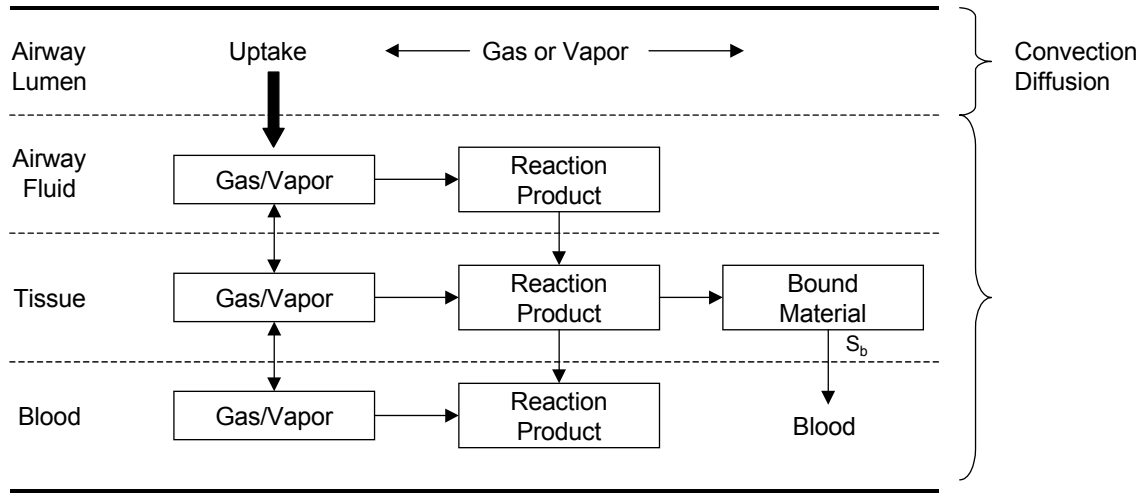 Airway
Lumen
Uptake
Gas or Vapor
Convection
Diffusion
Airway
Fluid
Gas/Vapor
Reaction
Product
Tissue
Gas/Vapor
Reaction
Product
Bound
Material
S_b
Blood
Gas/Vapor
Reaction
Product
Blood